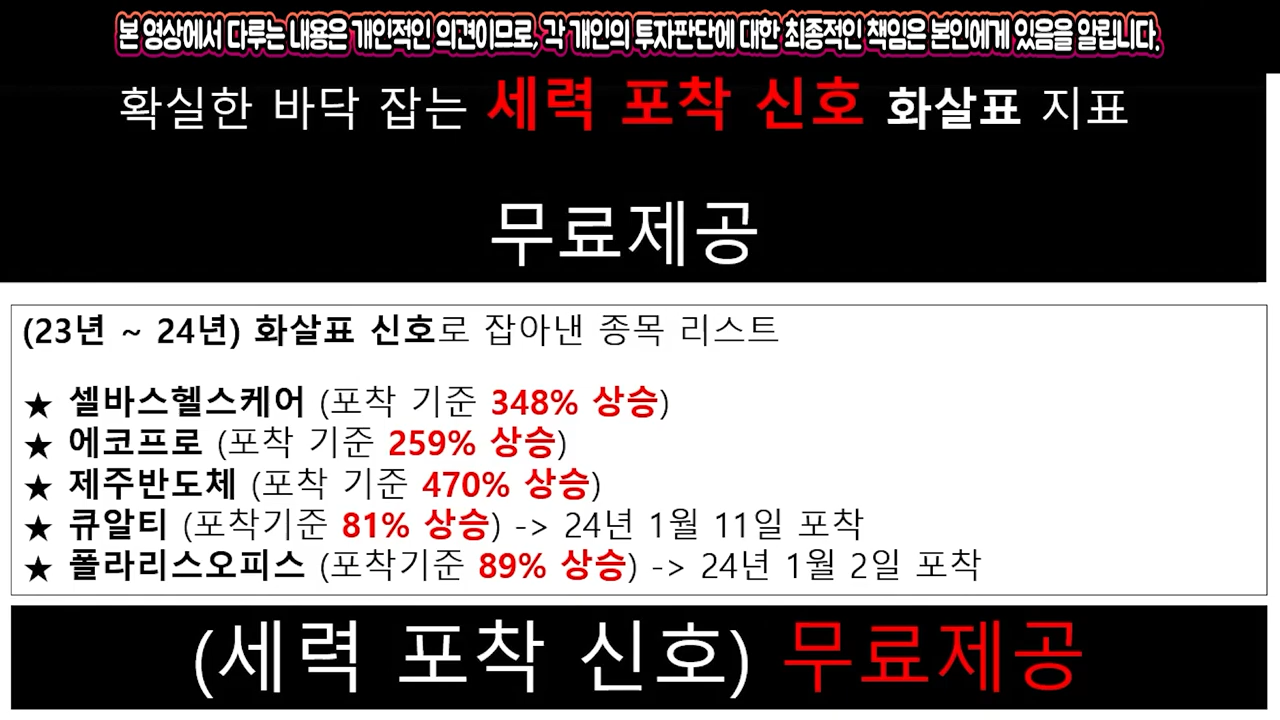 본 영상에서 다루는 내용은 개인적인 의견이므로, 각 개인의 투자판단에 대한 최종적인 책임은 본인에게 있음을 알립니다.
확실한 바닥 잡는 세력 포착 신호 화살표 지표
무료제공
(23년 ~ 24년) 화살표 신호로 잡아낸 종목 리스트
★ 셀바스헬스케어 (포착 기준 348% 상승)
★ 에코프로 (포착 기준 259% 상승)
★ 제주반도체 (포착 기준 470% 상승)
★ 큐알티 (포착기준 81% 상승) -> 24년 1월 11일 포착
★ 폴라리스오피스 (포착기준 89% 상승) -> 24년 1월 2일 포착
(세력 포착 신호) 무료제공